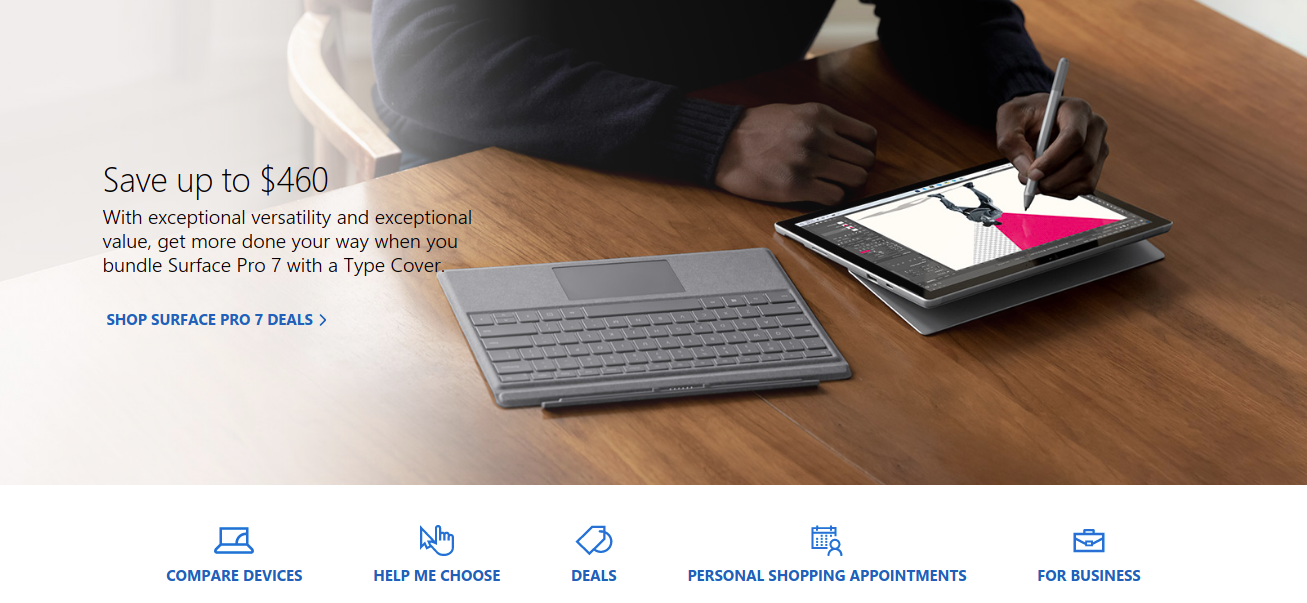 Save up to $460
With exceptional versatility and exceptional
value, get more done your way when you
bundle Surface Pro 7 with a Type Cover.
SHOP SURFACE PRO 7 DEALS
COMPARE DEVICES
HELP ME CHOOSE
DEALS
PERSONAL SHOPPING APPOINTMENTS
FOR BUSINESS